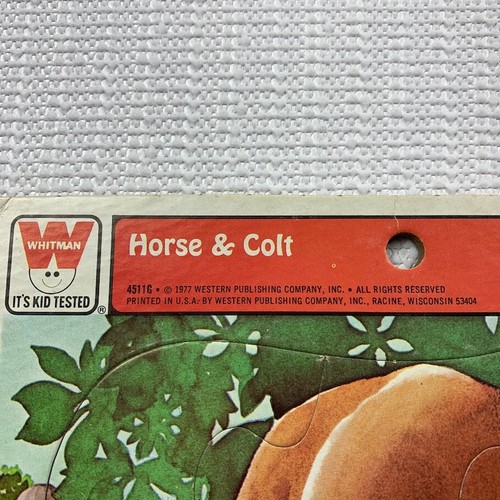 WHITMAN
IT'S KID TESTED ®
Horse & Colt
4511G • © 1977 WESTERN PUBLISHING COMPANY, INC. • ALL RIGHTS RESERVED
PRINTED IN U.S.A. BY WESTERN PUBLISHING COMPANY, INC., RACINE, WISCONSIN 53404